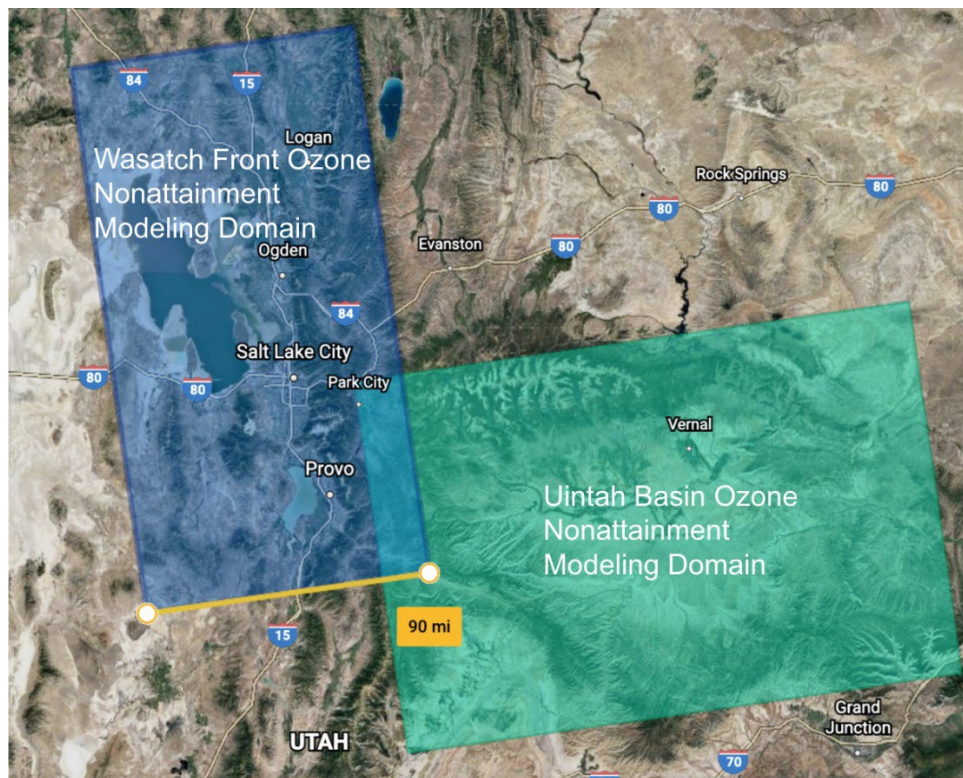 84
15
Logan
Wasatch Front Ozone
Nonattainment
Modeling Domain
Rock Springs
80
80
Evanston
80
Ogden
84
Salt Lake City
80
80
Park City
Vernal
Provo
Uintah Basin Ozone
Nonattainment
Modeling Domain
90 mi
15
UTAH
Grand
Junction
70